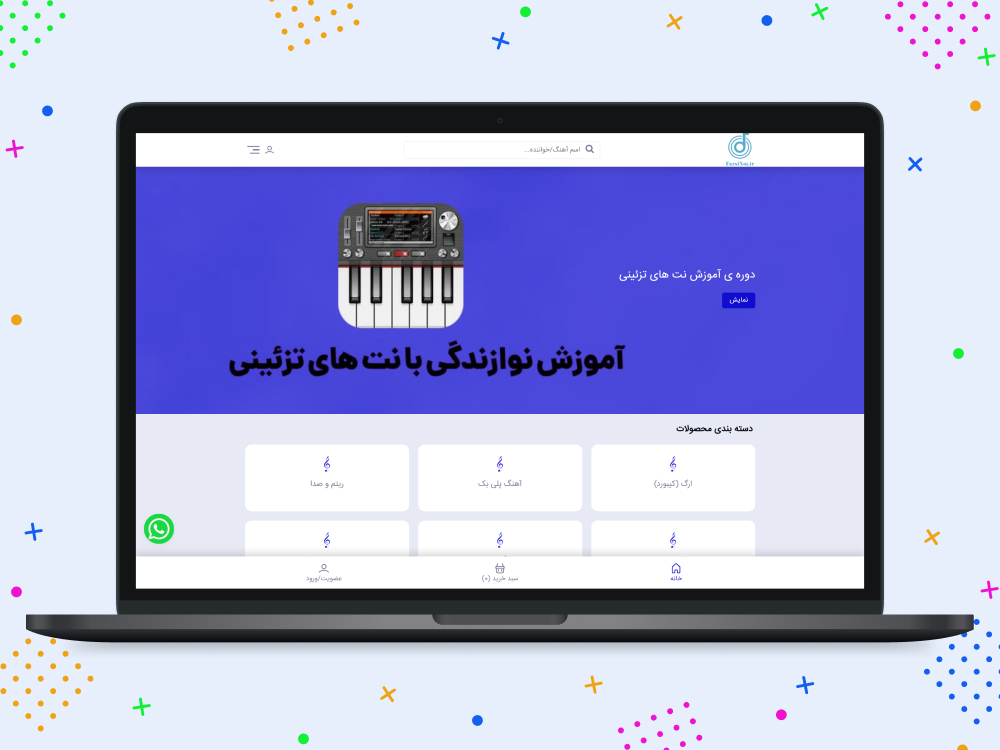 FarsiNo.ir
اسم آهنگ/خواننده...
دوره ی آموزش نت های تزئینی
نمایش
آموزش نوازندگی با نت های تزئینی
دسته بندی محصولات
ارگ (کیبورد)
آهنگ پلی بک
ریتم و صدا
خانه
سبد خرید (۰)
عضویت/ورود